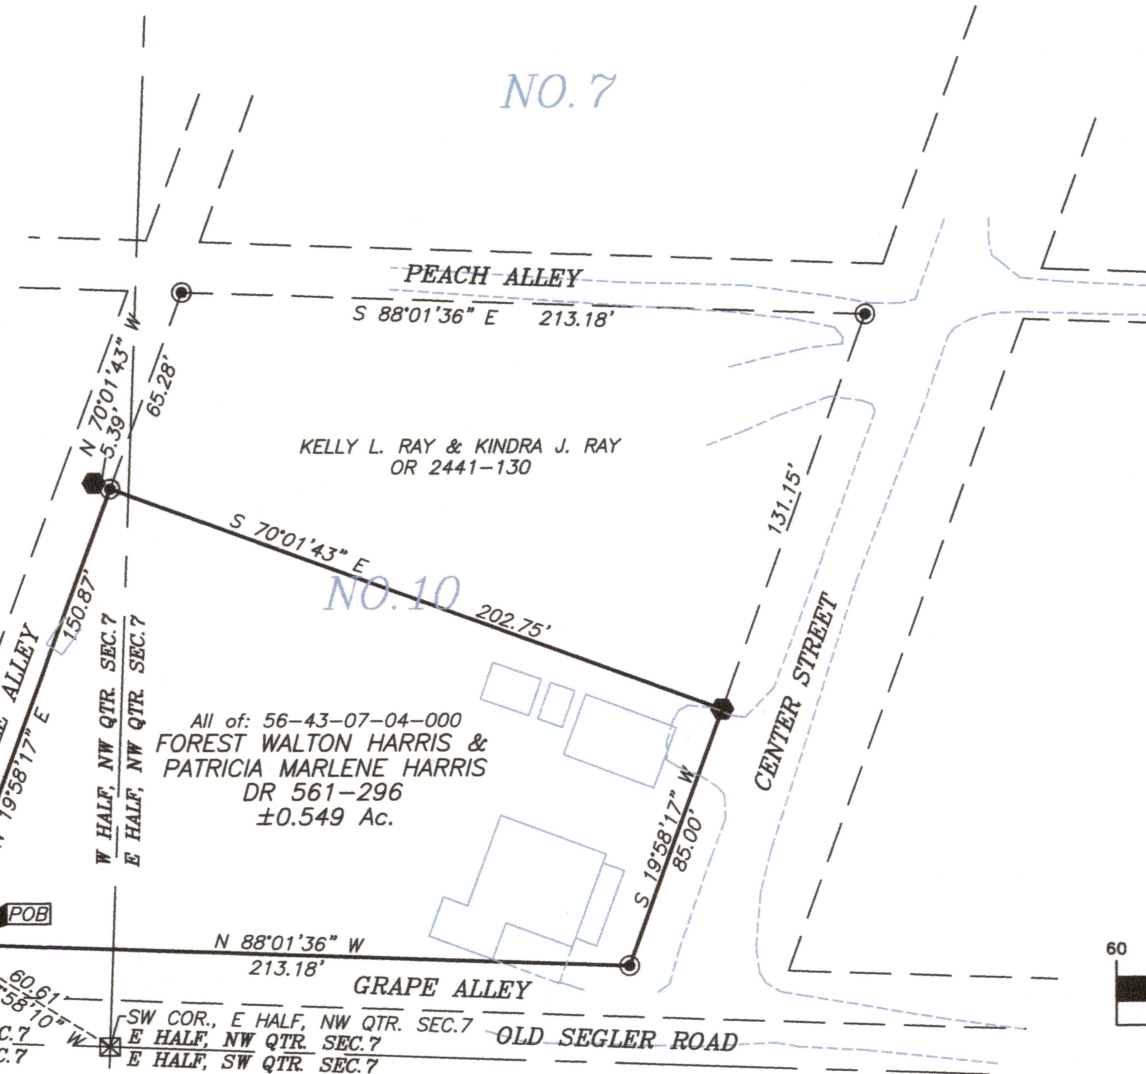 NO. 7
PEACH ALLEY
S 88°01'36" E 213.18'
N 70°01'43" W
5.39'
65.28'
KELLY L. RAY & KINDRA J. RAY
OR 2441-130
131.15'
S 70°01'43" E
202.75'
NO. 10
150.87'
ALLEY
N 19°58'17" E
W HALF, NW QTR. SEC.7
E HALF, NW QTR. SEC.7
All of: 56-43-07-04-000
FOREST WALTON HARRIS &
PATRICIA MARLENE HARRIS
DR 561-296
±0.549 Ac.
CENTER STREET
S 19°58'17" W
85.00'
POB
N 88°01'36" W
213.18'
GRAPE ALLEY
60
60.61
58'10" W
SW COR., E HALF, NW QTR. SEC.7
E HALF, NW QTR. SEC.7
E HALF, SW QTR. SEC.7
OLD SEGLER ROAD
C.7
C.7